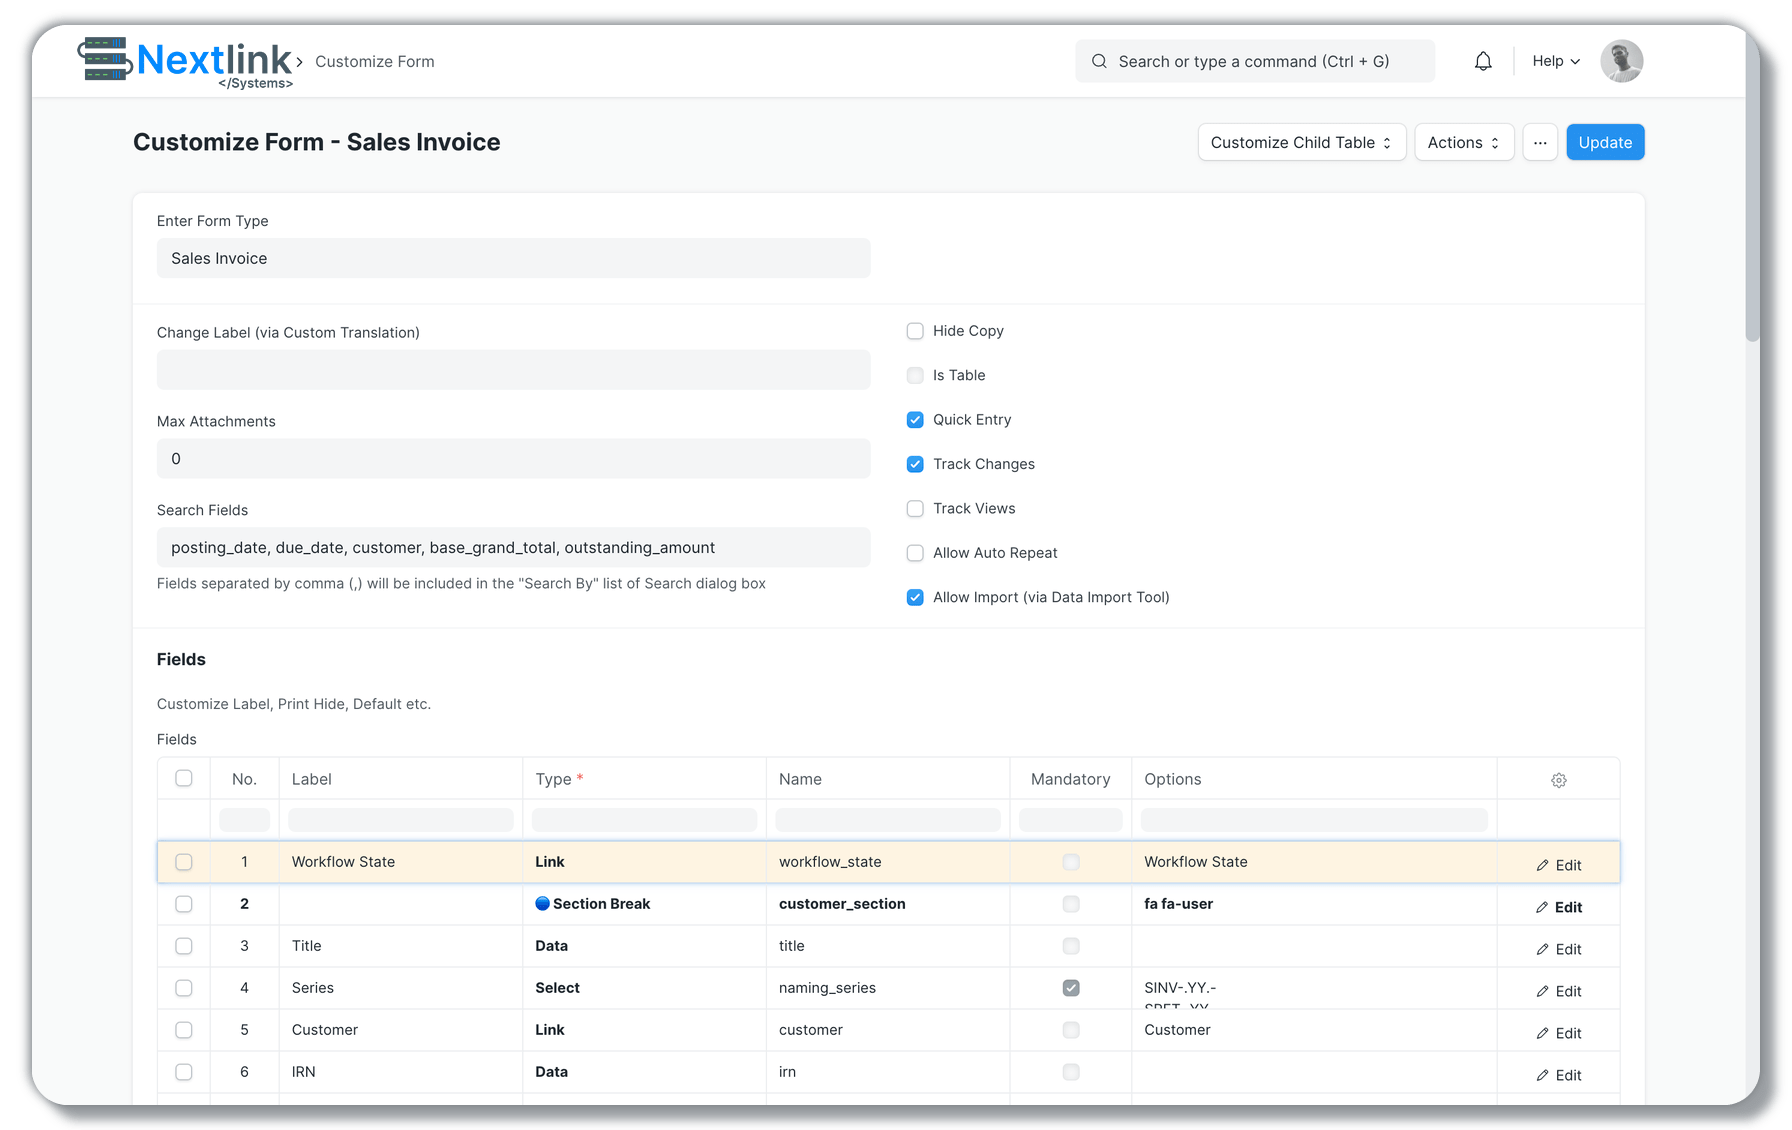 Nextlink
</Systems>
Customize Form
Search or type a command (Ctrl + G)
Help
Customize Form - Sales Invoice
Customize Child Table
Actions
...
Update
Enter Form Type
Sales Invoice
Change Label (via Custom Translation)
Max Attachments
0
Search Fields
posting_date, due_date, customer, base_grand_total, outstanding_amount
Fields separated by comma (,) will be included in the "Search By" list of Search dialog box
Hide Copy
Is Table
Quick Entry
Track Changes
Track Views
Allow Auto Repeat
Allow Import (via Data Import Tool)
Fields
Customize Label, Print Hide, Default etc.
Fields
No. Label Type * Name Mandatory Options
1 Workflow State Link workflow_state Workflow State Edit
2 Section Break customer_section fa fa-user Edit
3 Title Data title Edit
4 Series Select naming_series SINV-.YY.- Edit
5 Customer Link customer Customer Edit
6 IRN Data irn Edit